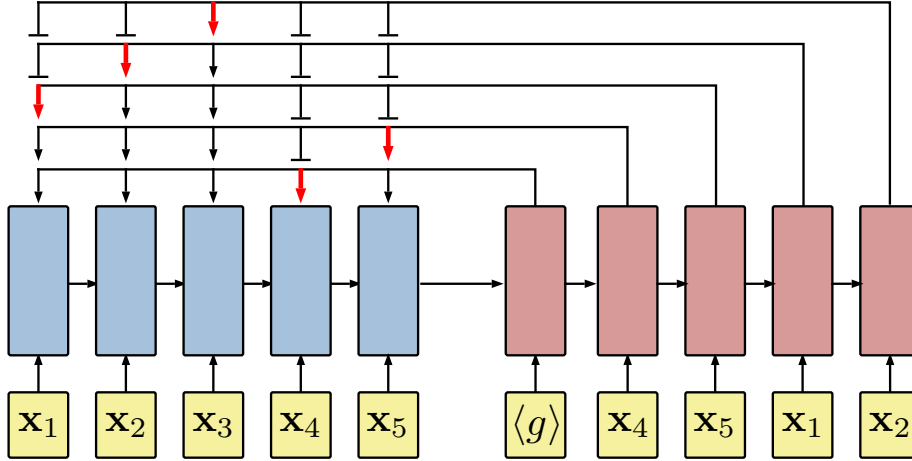 x₁ x₂ x₃ x₄ x₅ ⟨g⟩ x₄ x₅ x₁ x₂